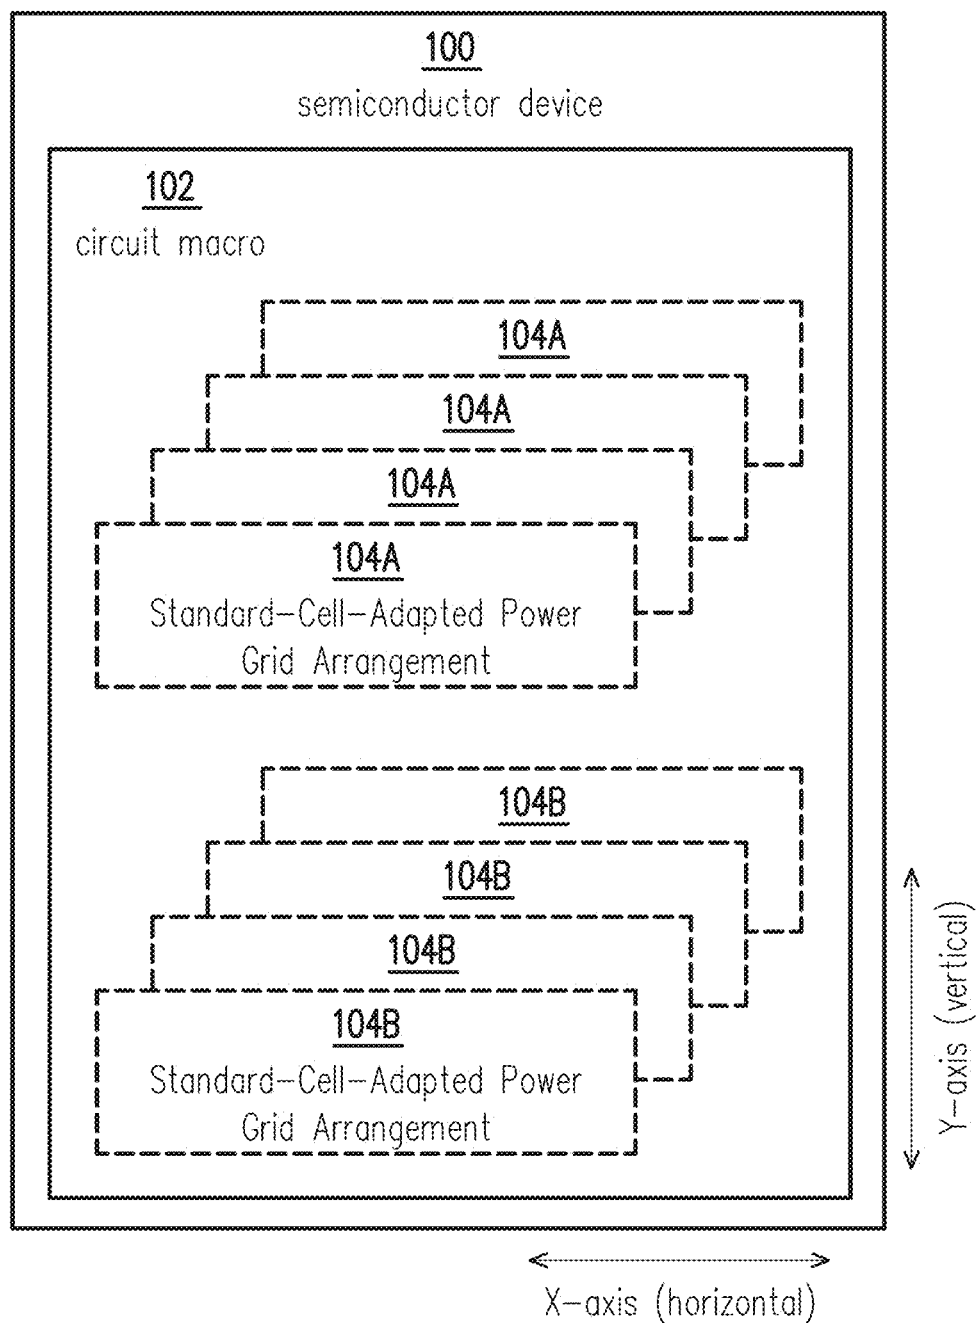 100
semiconductor device
102
circuit macro
104A
104A
104A
104A
Standard-Cell-Adapted Power
Grid Arrangement
104B
104B
104B
104B
Standard-Cell-Adapted Power
Grid Arrangement
Y-axis (vertical)
X-axis (horizontal)